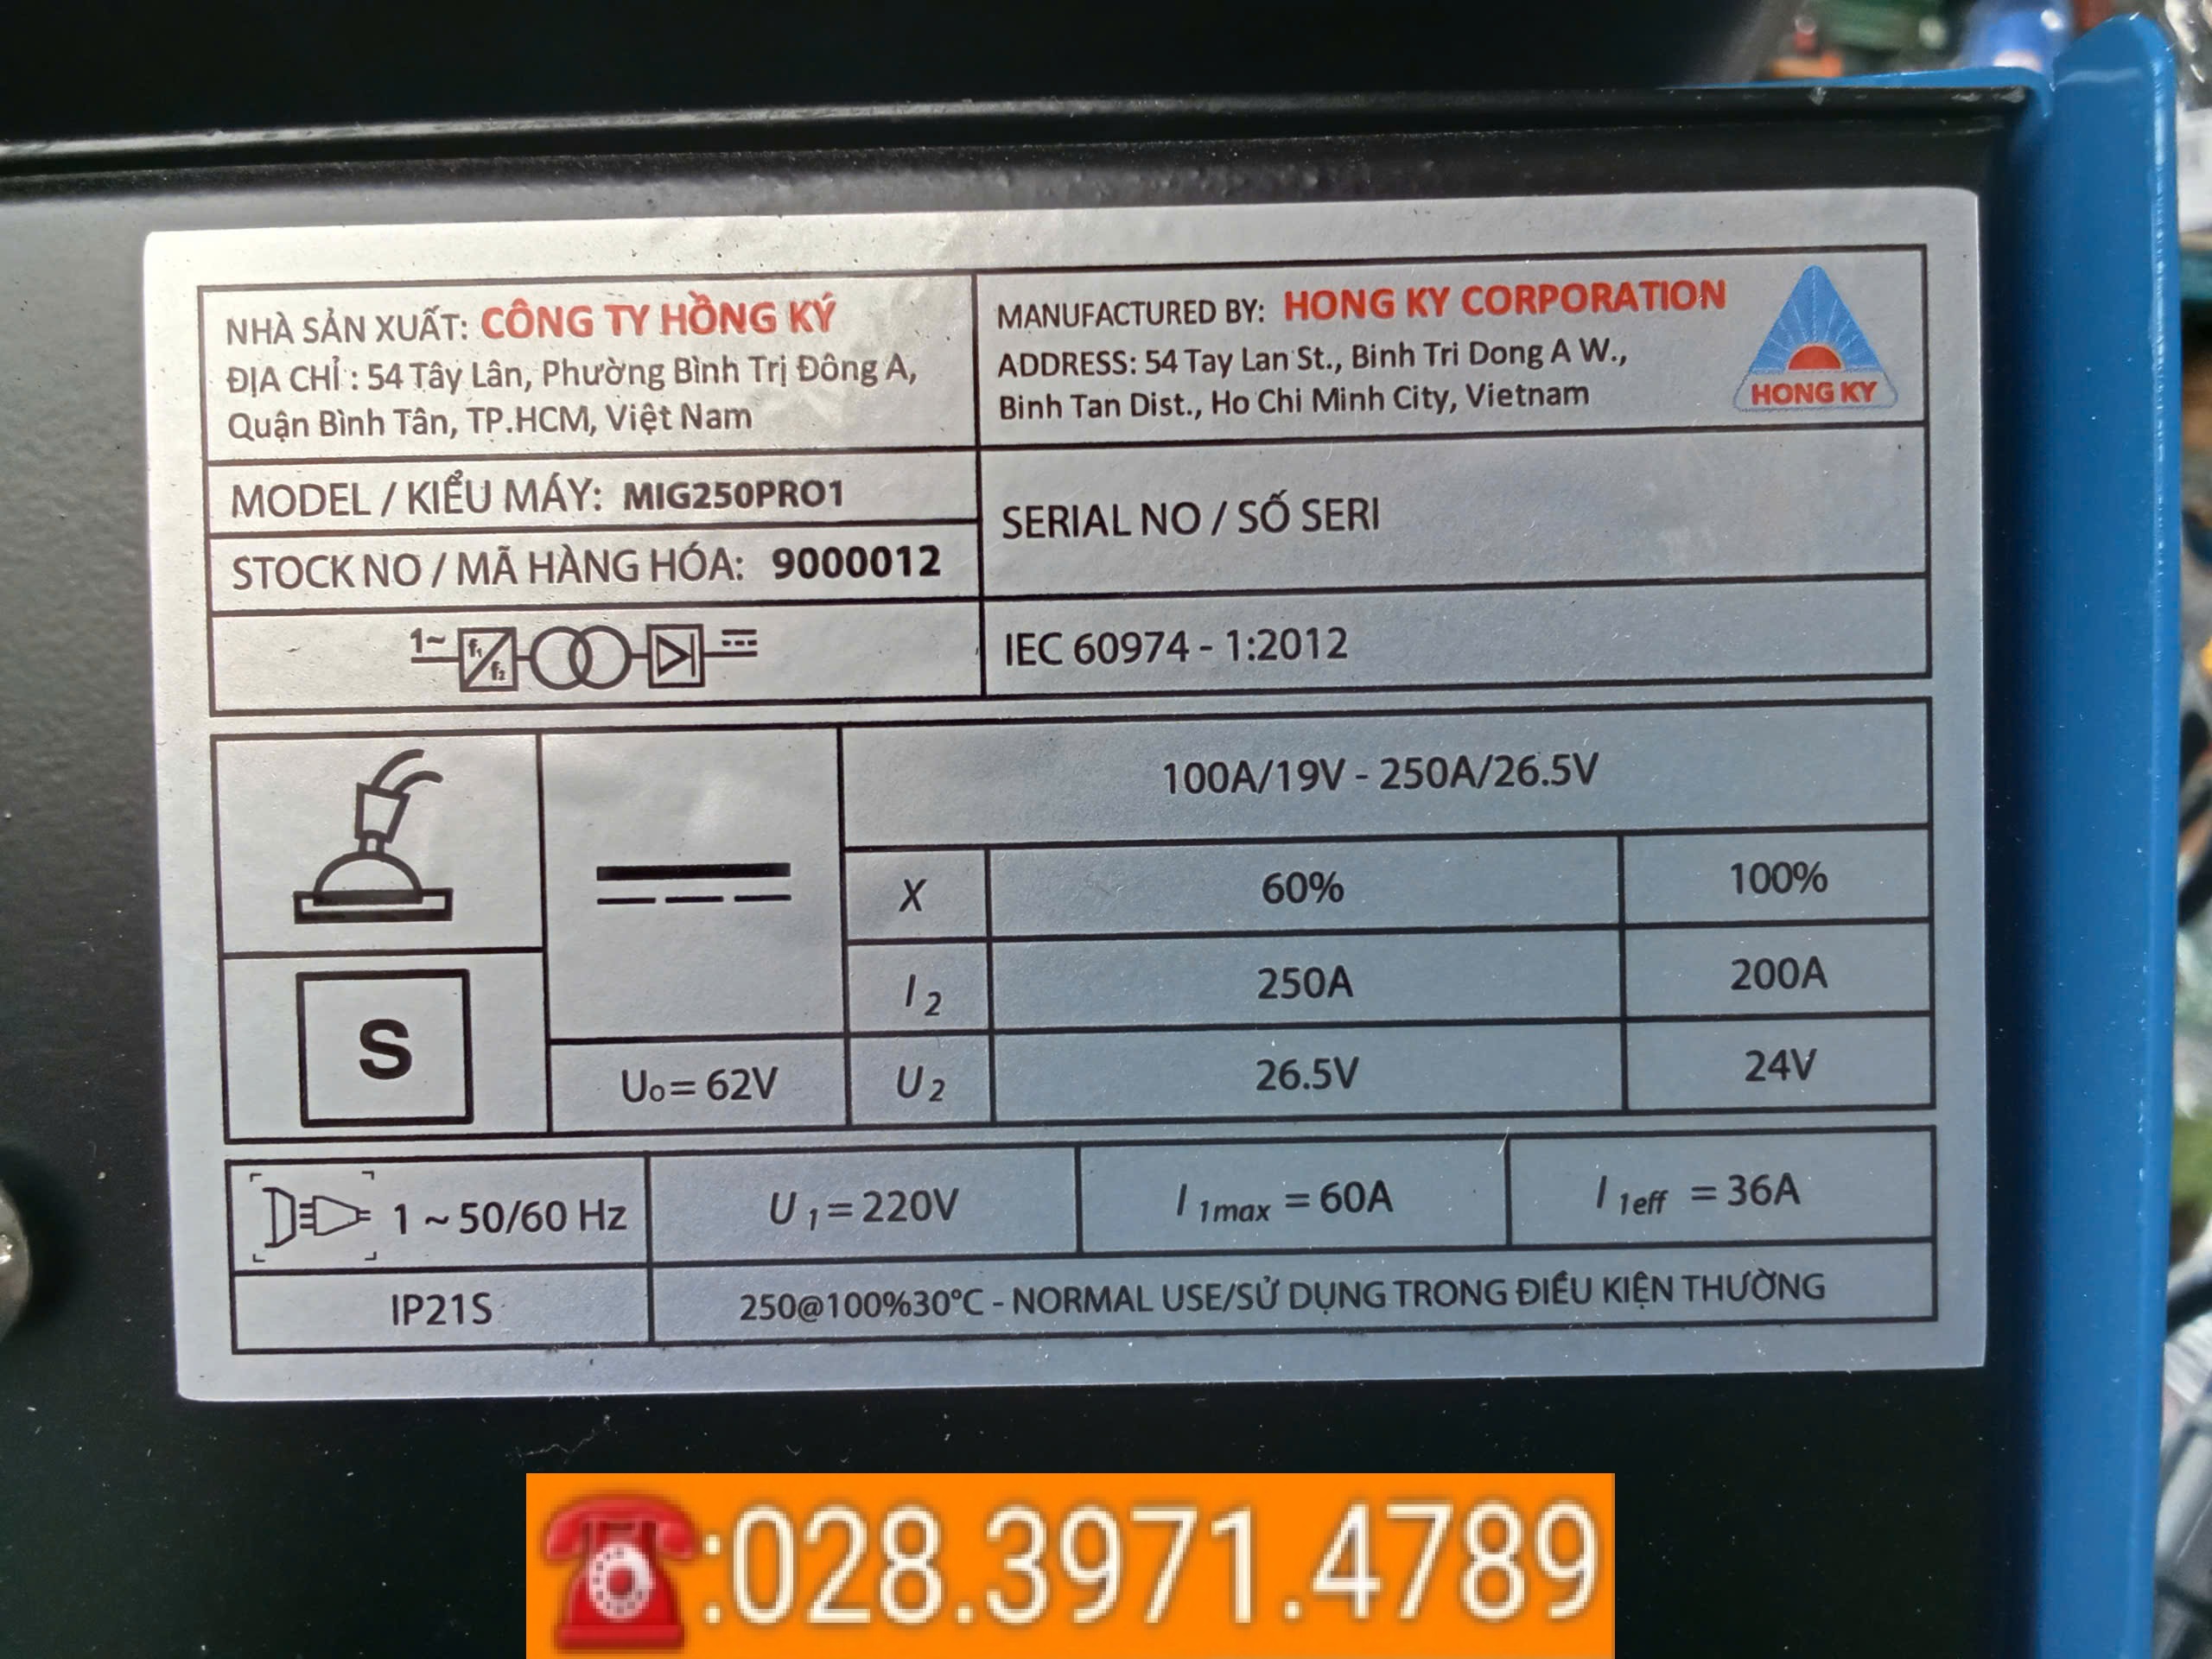 NHÀ SẢN XUẤT: CÔNG TY HỒNG KÝ
ĐỊA CHỈ : 54 Tây Lân, Phường Bình Trị Đông A,
Quận Bình Tân, TP.HCM, Việt Nam
MANUFACTURED BY: HONG KY CORPORATION
ADDRESS: 54 Tay Lan St., Binh Tri Dong A W.,
Binh Tan Dist., Ho Chi Minh City, Vietnam
HONG KY
MODEL / KIỂU MÁY: MIG250PRO1
STOCK NO / MÃ HÀNG HÓA: 9000012
SERIAL NO / SỐ SERI
1~ f1 f2
IEC 60974 - 1:2012
100A/19V - 250A/26.5V
X 60% 100%
I2 250A 200A
S
U0= 62V U2 26.5V 24V
1 ~ 50/60 Hz U1 = 220V I1max = 60A I1eff = 36A
IP21S 250@100%30°C - NORMAL USE/SỬ DỤNG TRONG ĐIỀU KIỆN THƯỜNG
:028.3971.4789